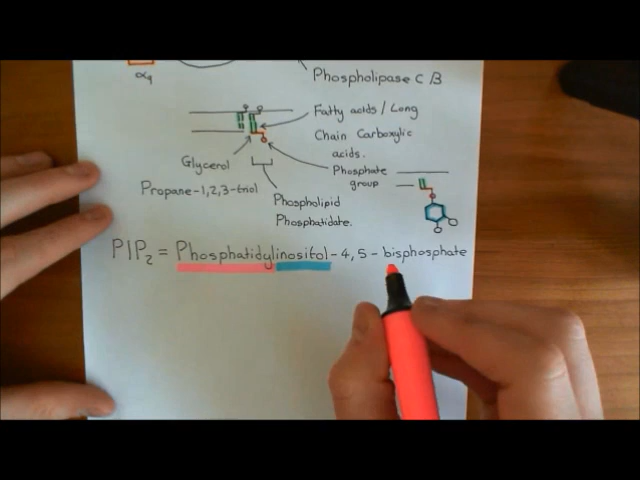 αq
Phospholipase C β
Fatty acids / Long
Chain Carboxylic
acids.
Glycerol
Phosphate
group
Propane-1,2,3-triol
Phospholipid
Phosphatidate.
PIP₂ = Phosphatidylinositol-4,5-bisphosphate